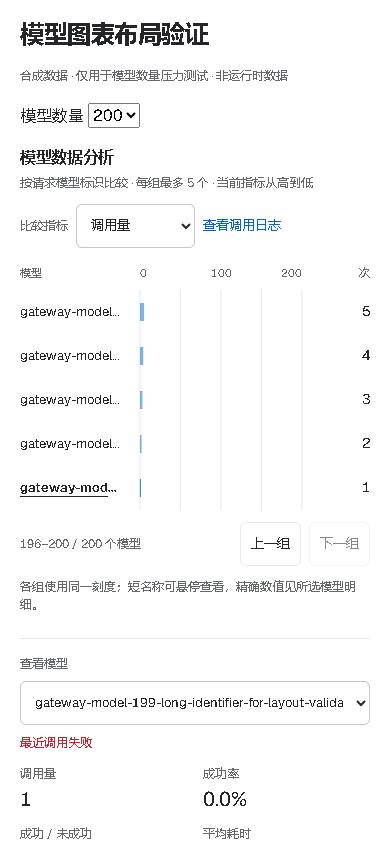 模型图表布局验证
合成数据 · 仅用于模型数量压力测试 · 非运行时数据
模型数量 200
模型数据分析
按请求模型标识比较 · 每组最多 5 个 · 当前指标从高到低
比较指标 调用量 查看调用日志
模型 0 100 200 次
gateway-model... 5
gateway-model... 4
gateway-model... 3
gateway-model... 2
gateway-mod... 1
196–200 / 200 个模型 上一组 下一组
各组使用同一刻度；短名称可悬停查看，精确数值见所选模型明
细。
查看模型
gateway-model-199-long-identifier-for-layout-valida
最近调用失败
调用量 成功率
1 0.0%
成功 / 未成功 平均耗时